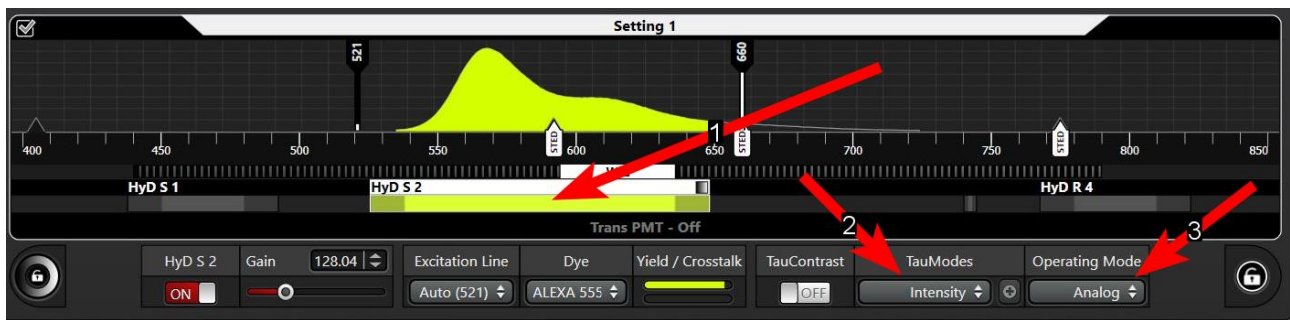 Setting 1
521
660
STED
STED
STED
1
400 450 500 550 600 650 700 750 800 850
HyD S 1
HyD S 2
HyD R 4
Trans PMT - Off
2
3
HyD S 2
Gain
128.04
Excitation Line
Dye
Yield / Crosstalk
TauContrast
TauModes
Operating Mode
ON
Auto (521)
ALEXA 555
OFF
Intensity
Analog